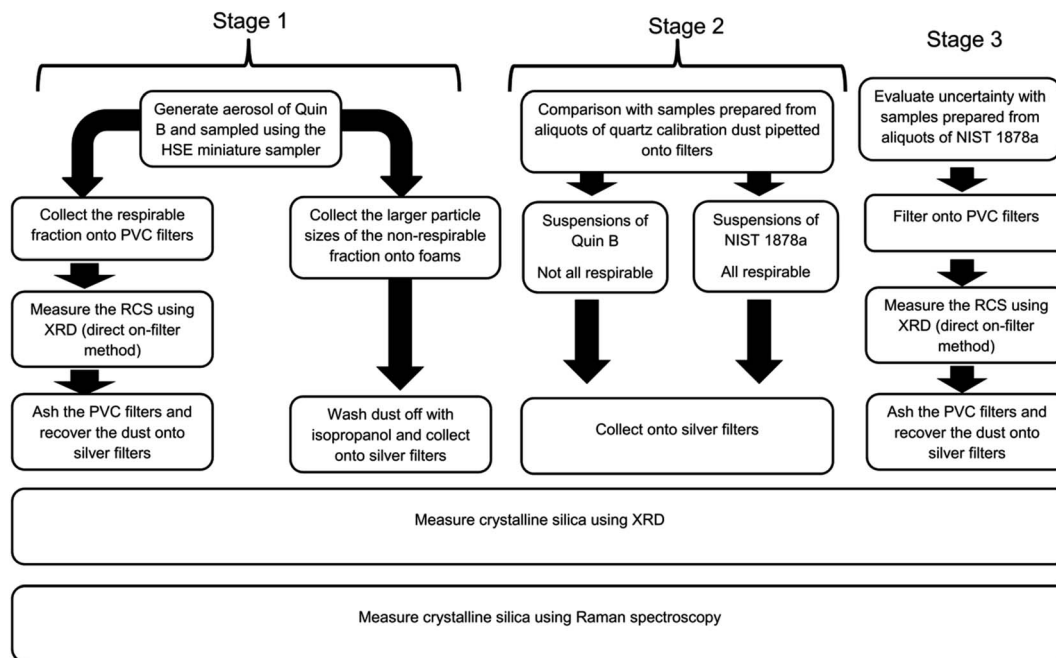 Stage 1
Generate aerosol of Quin
B and sampled using the
HSE miniature sampler
Collect the respirable
fraction onto PVC filters
Measure the RCS using
XRD (direct on-filter
method)
Ash the PVC filters and
recover the dust onto
silver filters
Collect the larger particle
sizes of the non-respirable
fraction onto foams
Wash dust off with
isopropanol and collect
onto silver filters
Stage 2
Comparison with samples prepared from
aliquots of quartz calibration dust pipetted
onto filters
Suspensions of
Quin B
Not all respirable
Suspensions of
NIST 1878a
All respirable
Collect onto silver filters
Stage 3
Evaluate uncertainty with
samples prepared from
aliquots of NIST 1878a
Filter onto PVC filters
Measure the RCS using
XRD (direct on-filter
method)
Ash the PVC filters and
recover the dust onto
silver filters
Measure crystalline silica using XRD
Measure crystalline silica using Raman spectroscopy